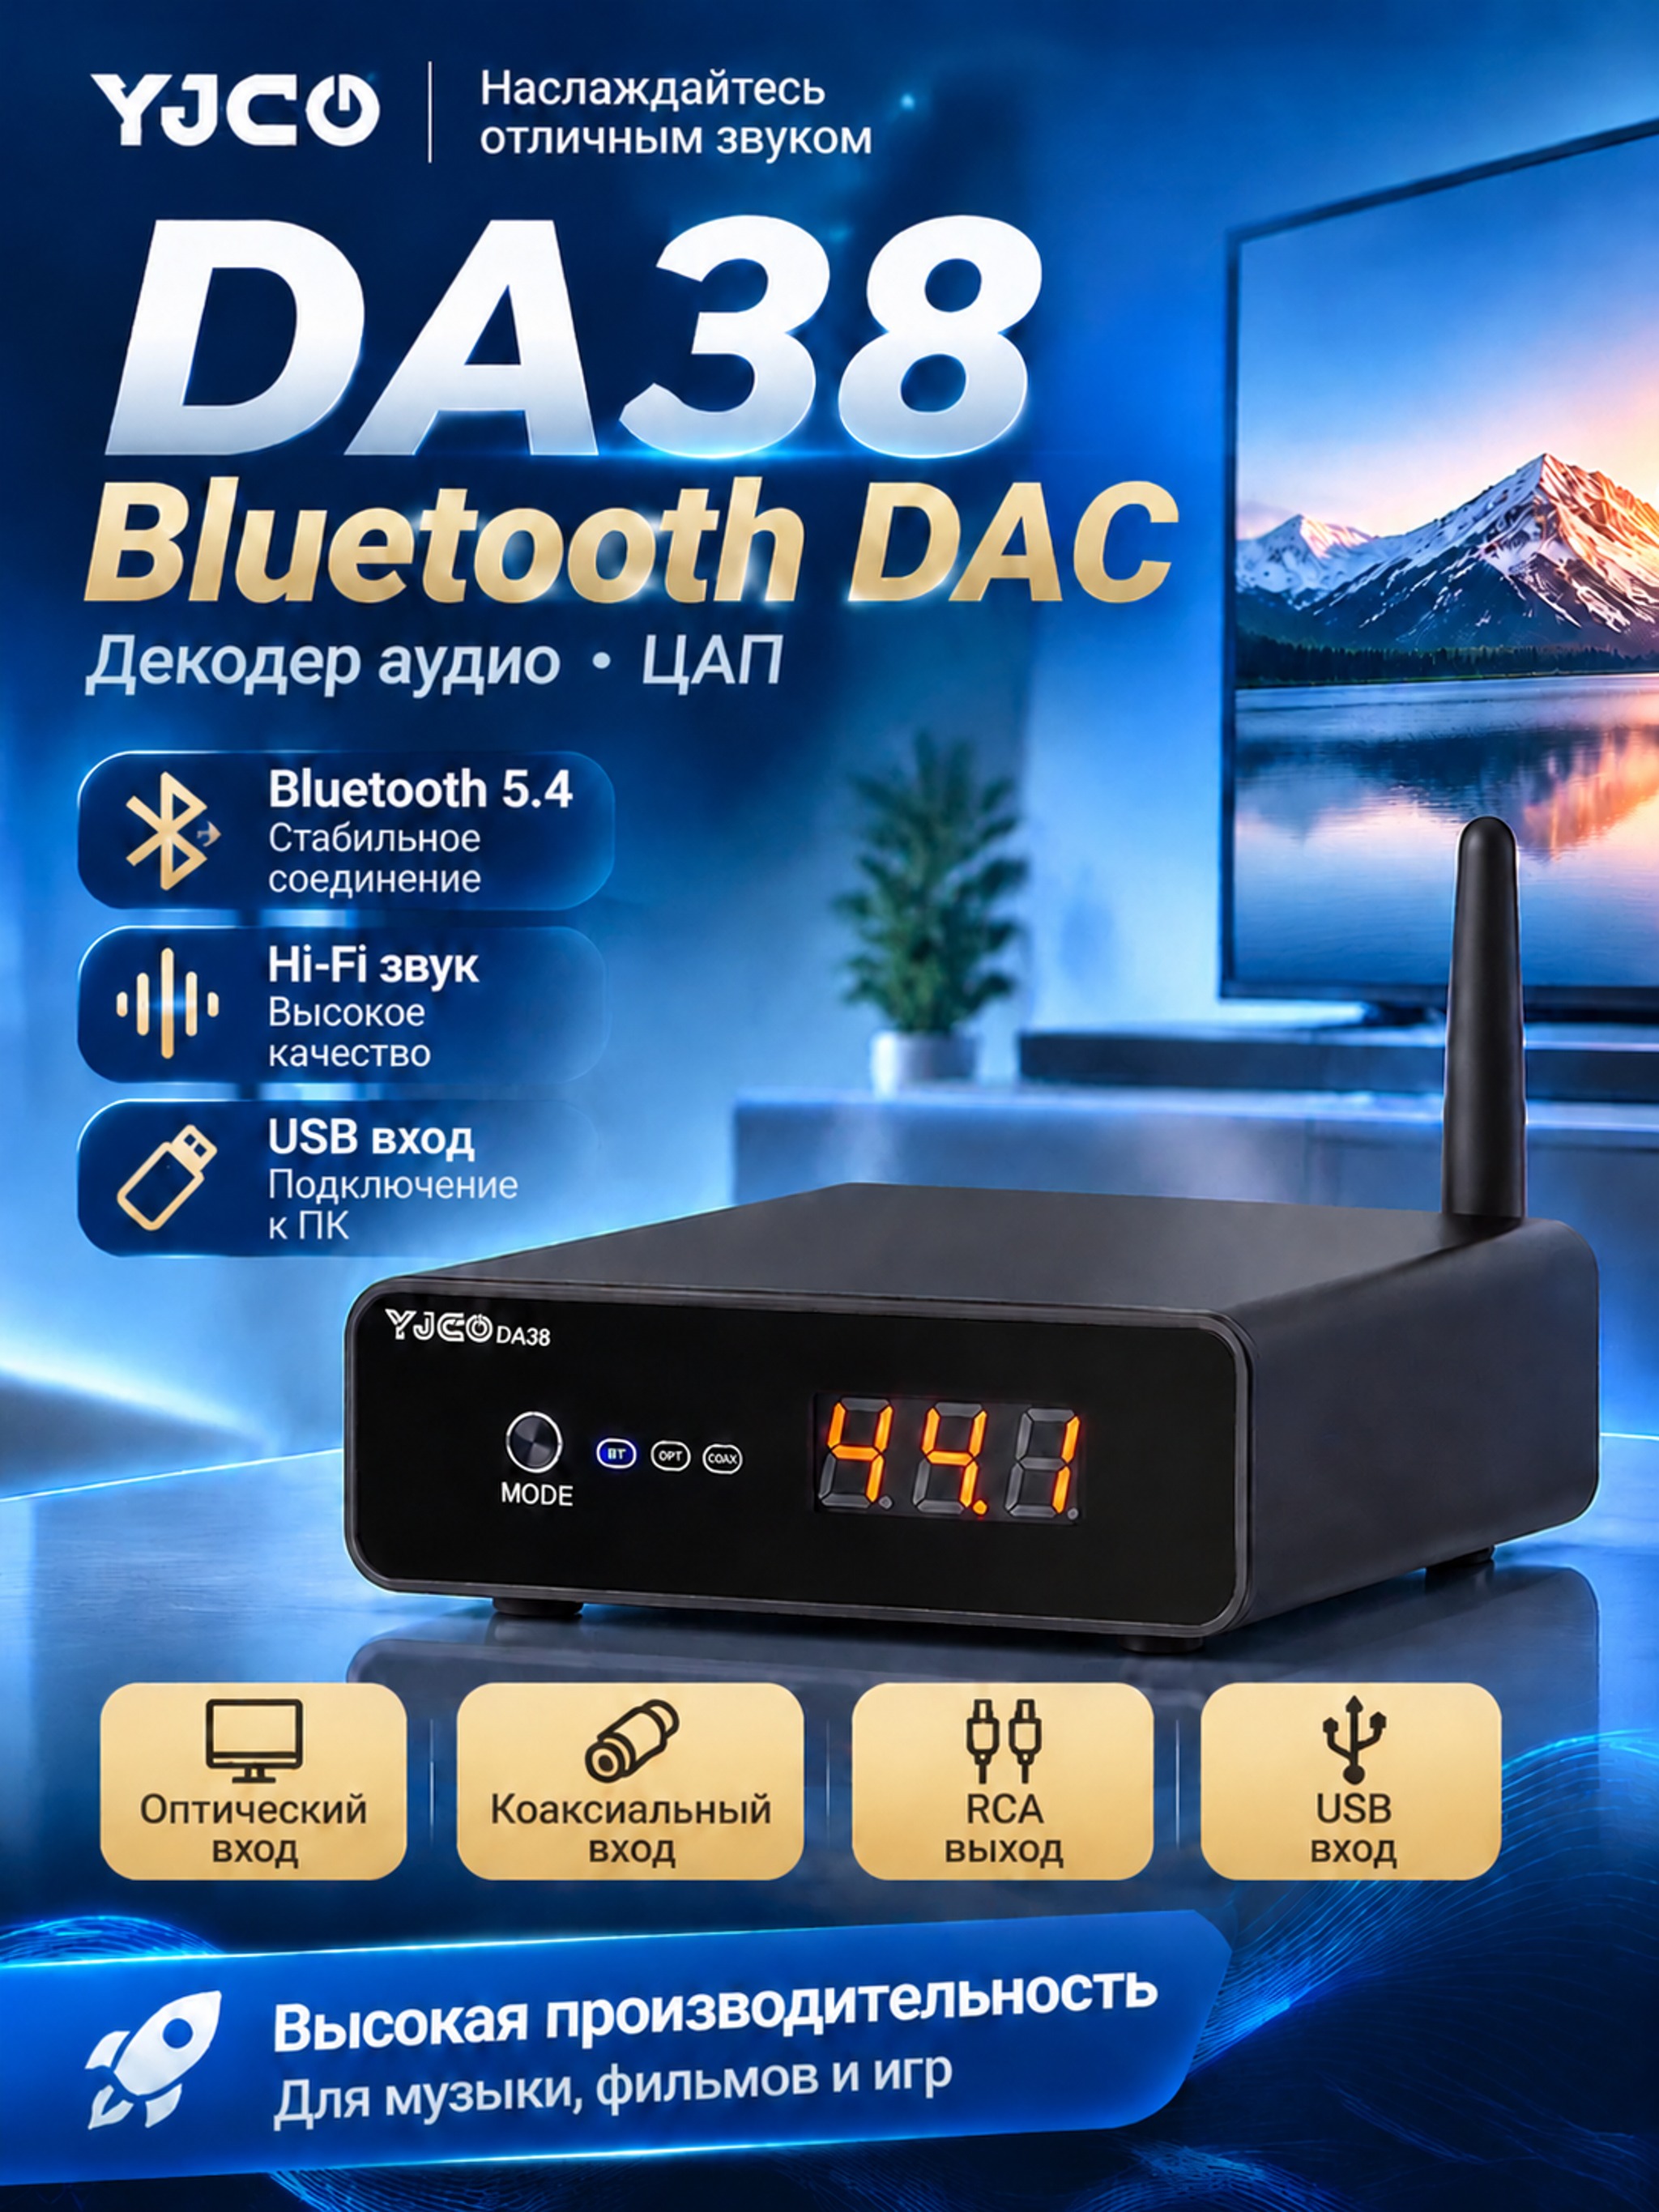 YJCO
Наслаждайтесь
отличным звуком
DA38
Bluetooth DAC
Декодер аудио • ЦАП
Bluetooth 5.4
Стабильное
соединение
Hi-Fi звук
Высокое
качество
USB вход
Подключение
к ПК
YJCO DA38
MODE
BT
OPT
COAX
44.1
Оптический
вход
Коаксиальный
вход
RCA
выход
USB
вход
Высокая производительность
Для музыки, фильмов и игр